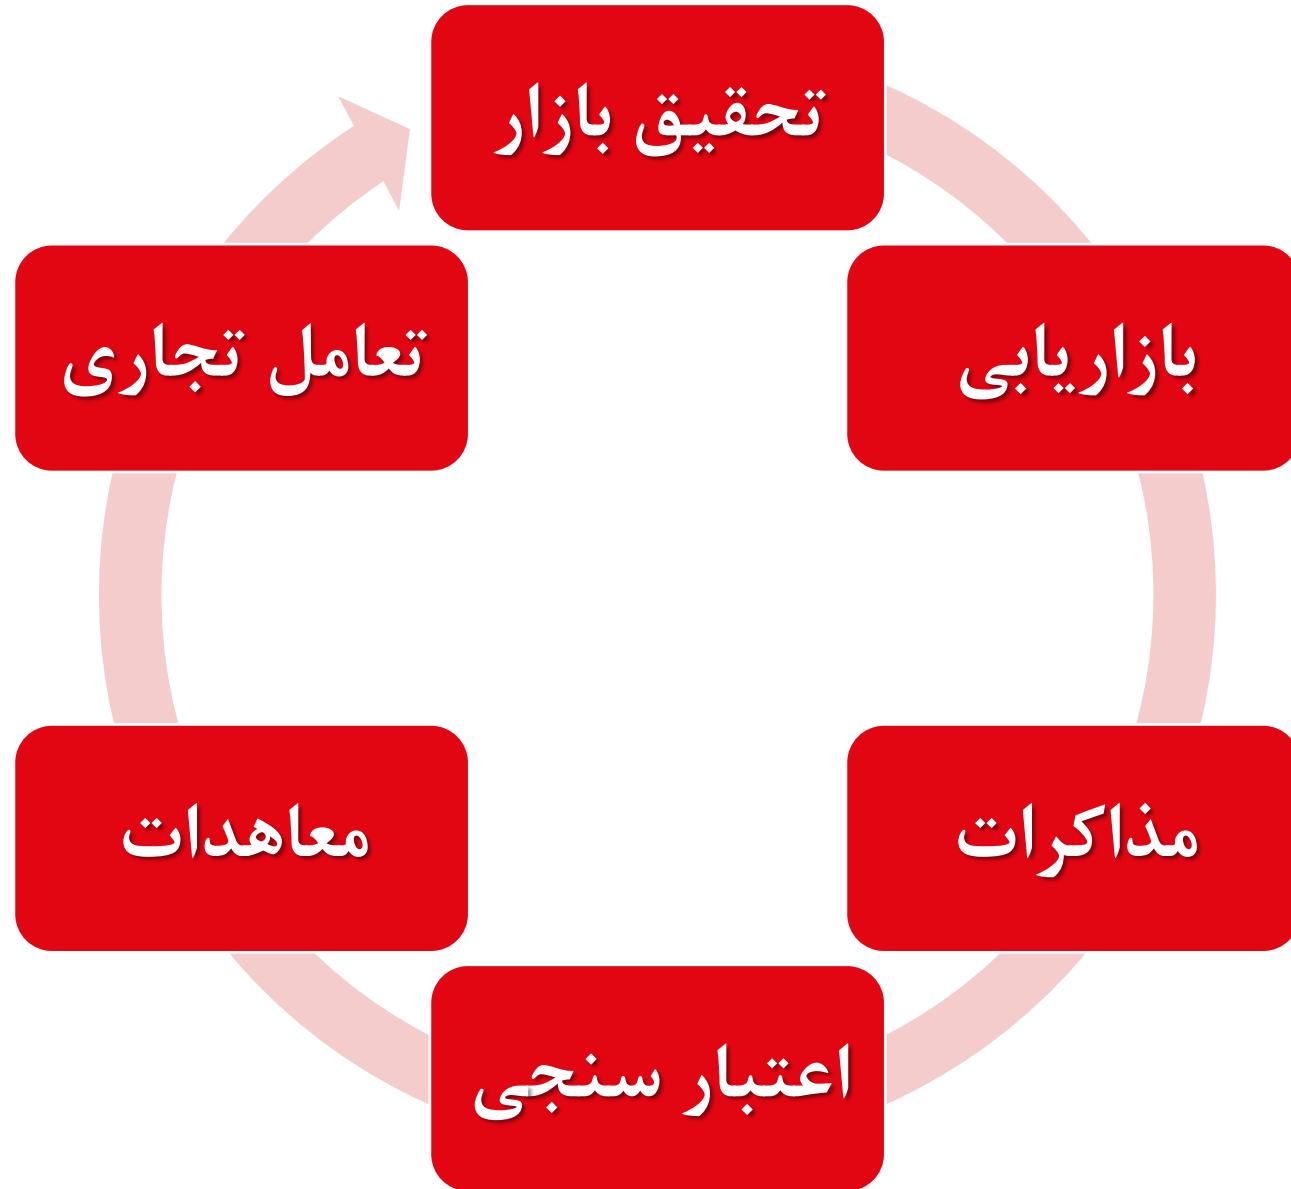 تحقیق بازار
بازاریابی
مذاکرات
اعتبار سنجی
معاهدات
تعامل تجاری